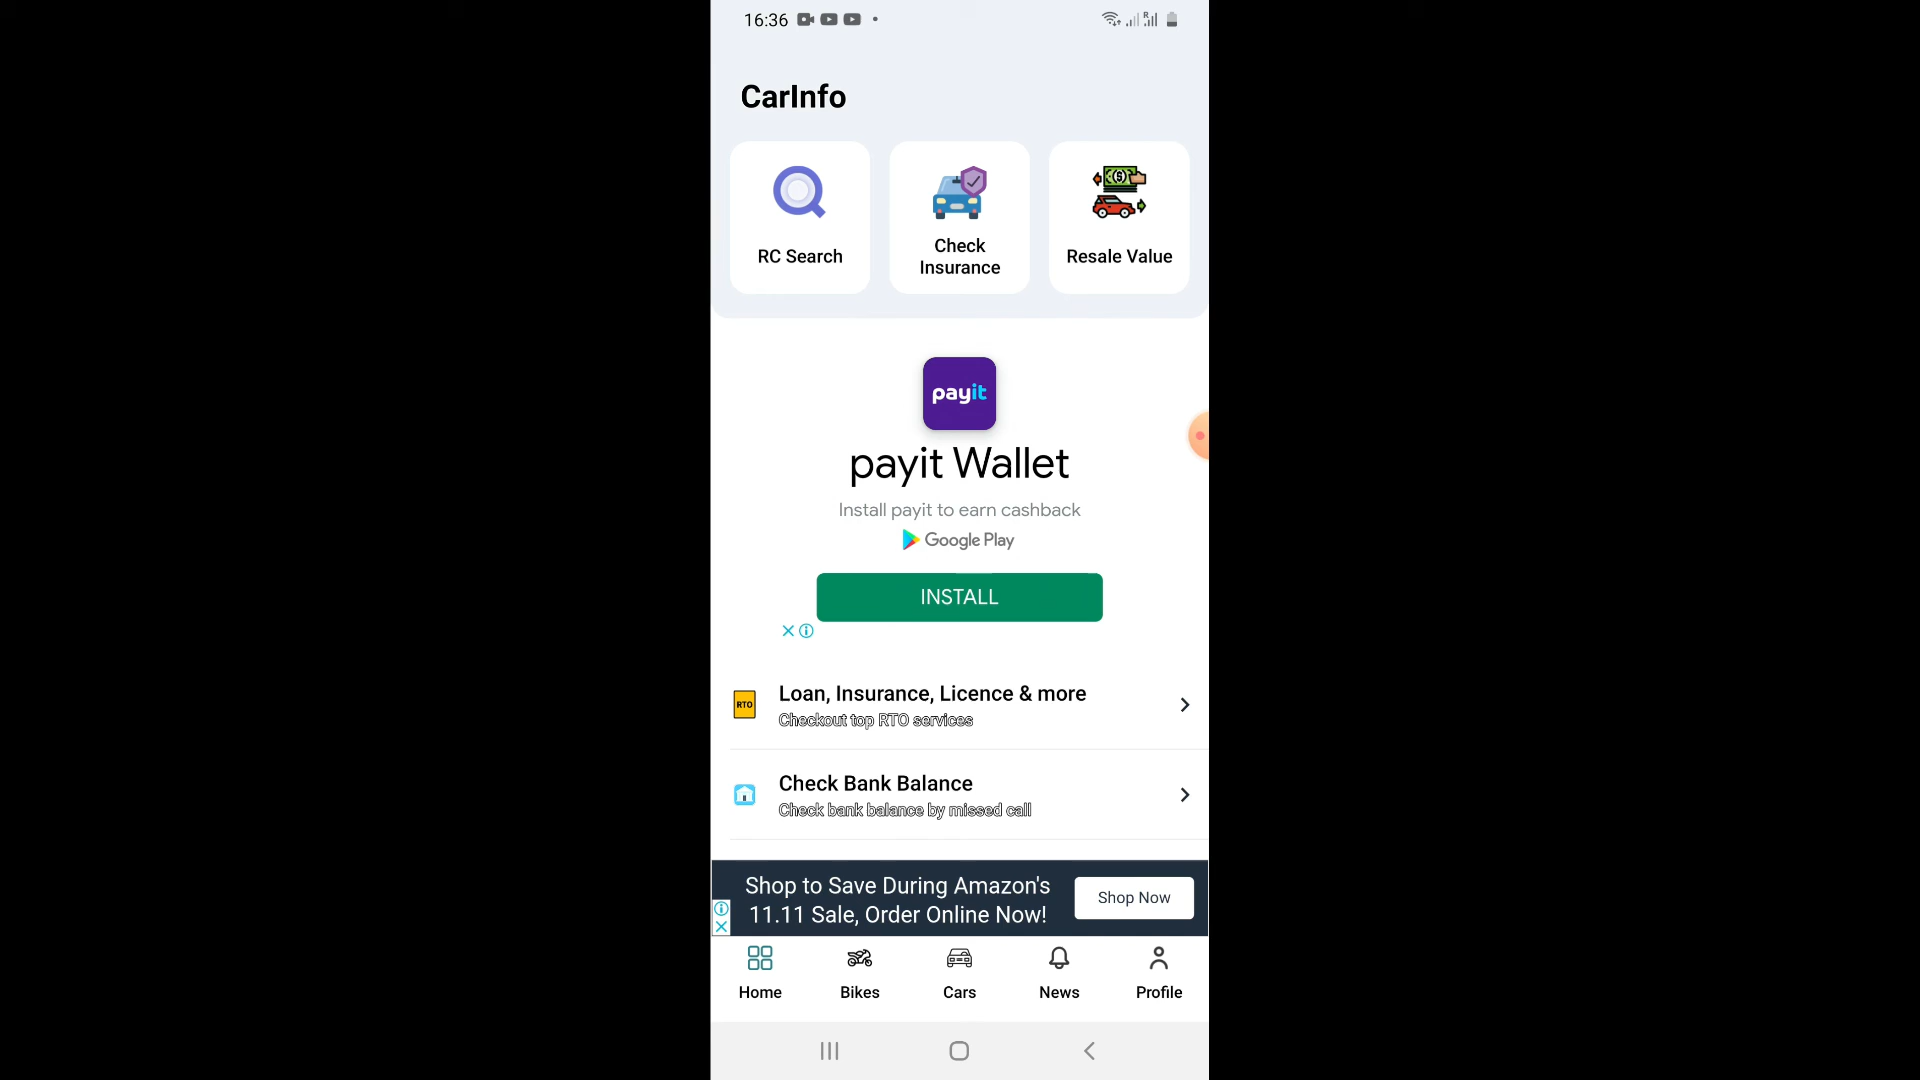 16:36
CarInfo
RC Search
Check
Insurance
Resale Value
payit
payit Wallet
Install payit to earn cashback
Google Play
INSTALL
RTO
Loan, Insurance, Licence & more
Checkout top RTO services
Check Bank Balance
Check bank balance by missed call
Shop to Save During Amazon's
11.11 Sale, Order Online Now!
Shop Now
Home
Bikes
Cars
News
Profile